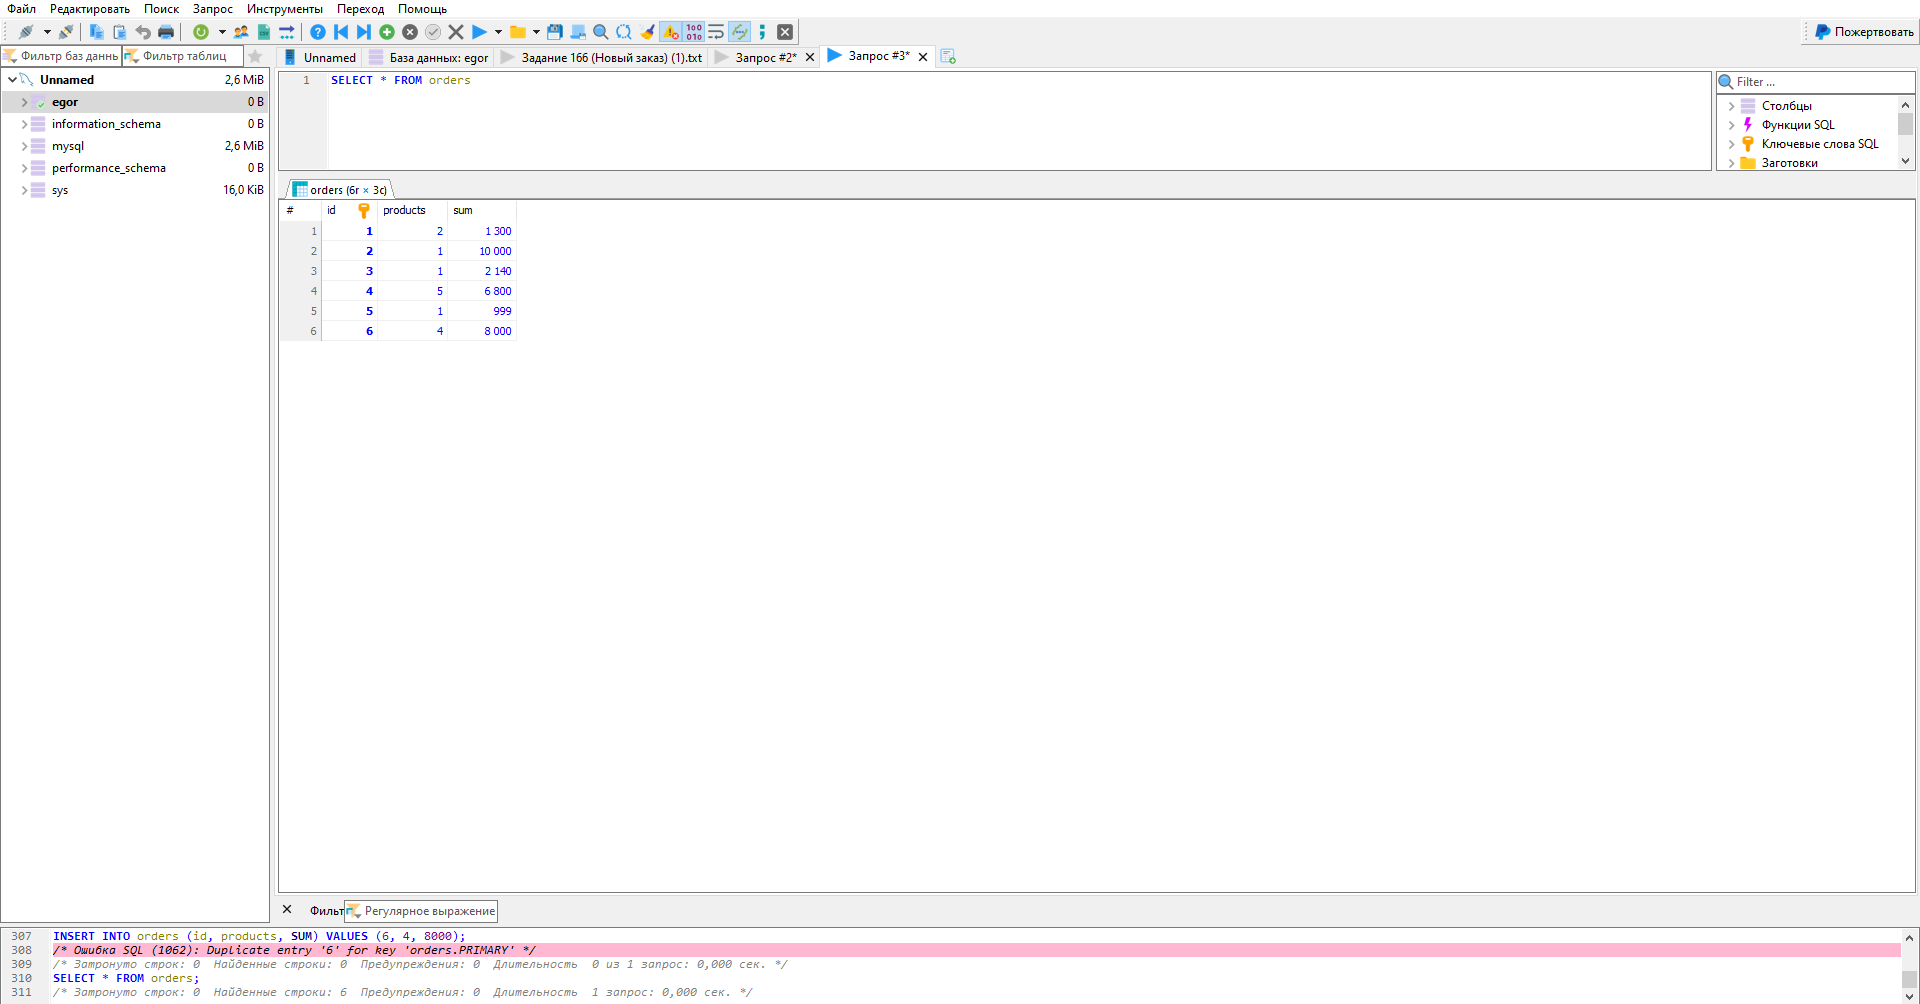 Файл Редактировать Поиск Запрос Инструменты Переход Помощь
Пожертвовать
Фильтр баз даннь Фильтр таблиц
Unnamed База данных: egor Задание 166 (Новый заказ) (1).txt Запрос #2* Запрос #3*
Unnamed 2,6 MiB
egor 0 B
information_schema 0 B
mysql 2,6 MiB
performance_schema 0 B
sys 16,0 KiB
1 SELECT * FROM orders
Filter ...
Столбцы
Функции SQL
Ключевые слова SQL
Заготовки
orders (6r × 3c)
# id products sum
1 1 2 1 300
2 2 1 10 000
3 3 1 2 140
4 4 5 6 800
5 5 1 999
6 6 4 8 000
Фильт Регулярное выражение
307 INSERT INTO orders (id, products, SUM) VALUES (6, 4, 8000);
308 /* Ошибка SQL (1062): Duplicate entry '6' for key 'orders.PRIMARY' */
309 /* Затронуто строк: 0 Найденные строки: 0 Предупреждения: 0 Длительность 0 из 1 запрос: 0,000 сек. */
310 SELECT * FROM orders;
311 /* Затронуто строк: 0 Найденные строки: 6 Предупреждения: 0 Длительность 1 запрос: 0,000 сек. */